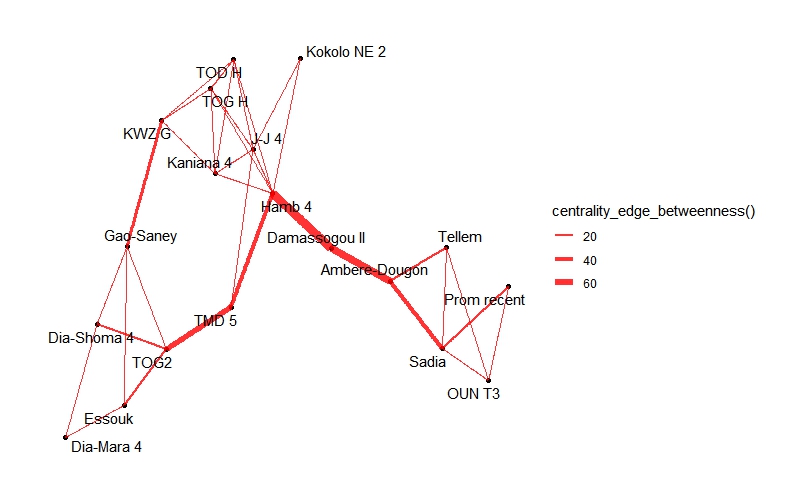 Kokolo NE 2
TOD H
TOG H
KWZ G
J-J 4
Kaniana 4
Hamb 4
Gao-Saney
Damassogou II
Tellem
Ambere-Dougon
Prom recent
TMD 5
Dia-Shoma 4
TOG2
Sadia
OUN T3
Essouk
Dia-Mara 4
centrality_edge_betweenness()
20
40
60